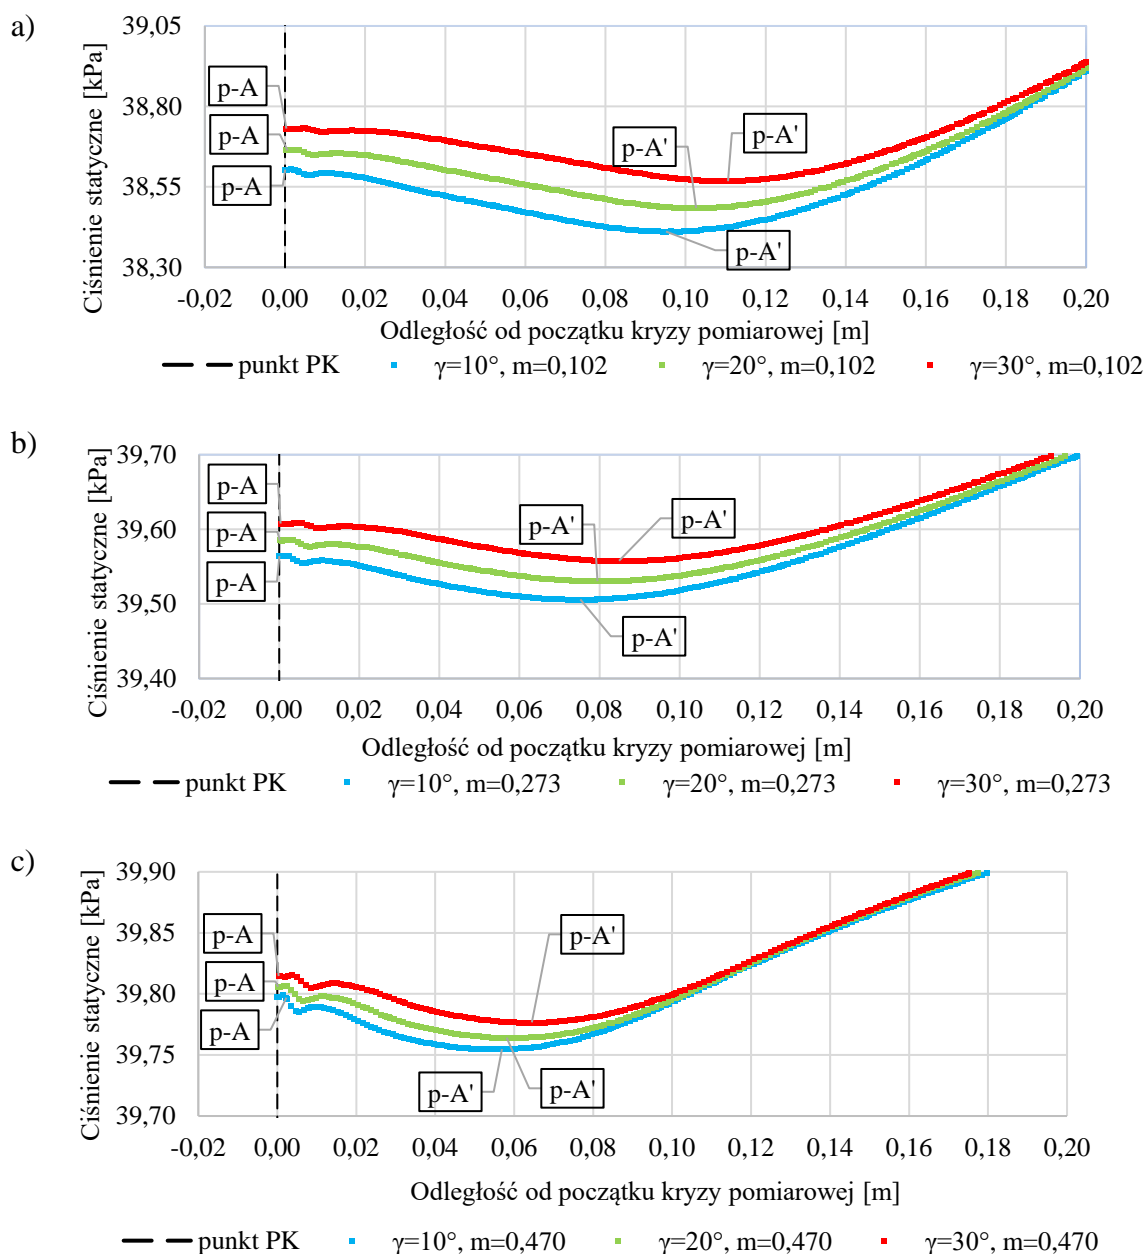 a)
Ciśnienie statyczne [kPa]
39,05
38,80
38,55
38,30
p-A
p-A
p-A
p-A'
p-A'
p-A'
-0,02 0,00 0,02 0,04 0,06 0,08 0,10 0,12 0,14 0,16 0,18 0,20
Odległość od początku kryzy pomiarowej [m]
punkt PK γ=10°, m=0,102 γ=20°, m=0,102 γ=30°, m=0,102
b)
Ciśnienie statyczne [kPa]
39,70
39,60
39,50
39,40
p-A
p-A
p-A
p-A'
p-A'
p-A'
-0,02 0,00 0,02 0,04 0,06 0,08 0,10 0,12 0,14 0,16 0,18 0,20
Odległość od początku kryzy pomiarowej [m]
punkt PK γ=10°, m=0,273 γ=20°, m=0,273 γ=30°, m=0,273
c)
Ciśnienie statyczne [kPa]
39,90
39,85
39,80
39,75
39,70
p-A
p-A
p-A
p-A'
p-A'
p-A'
-0,02 0,00 0,02 0,04 0,06 0,08 0,10 0,12 0,14 0,16 0,18 0,20
Odległość od początku kryzy pomiarowej [m]
punkt PK γ=10°, m=0,470 γ=20°, m=0,470 γ=30°, m=0,470